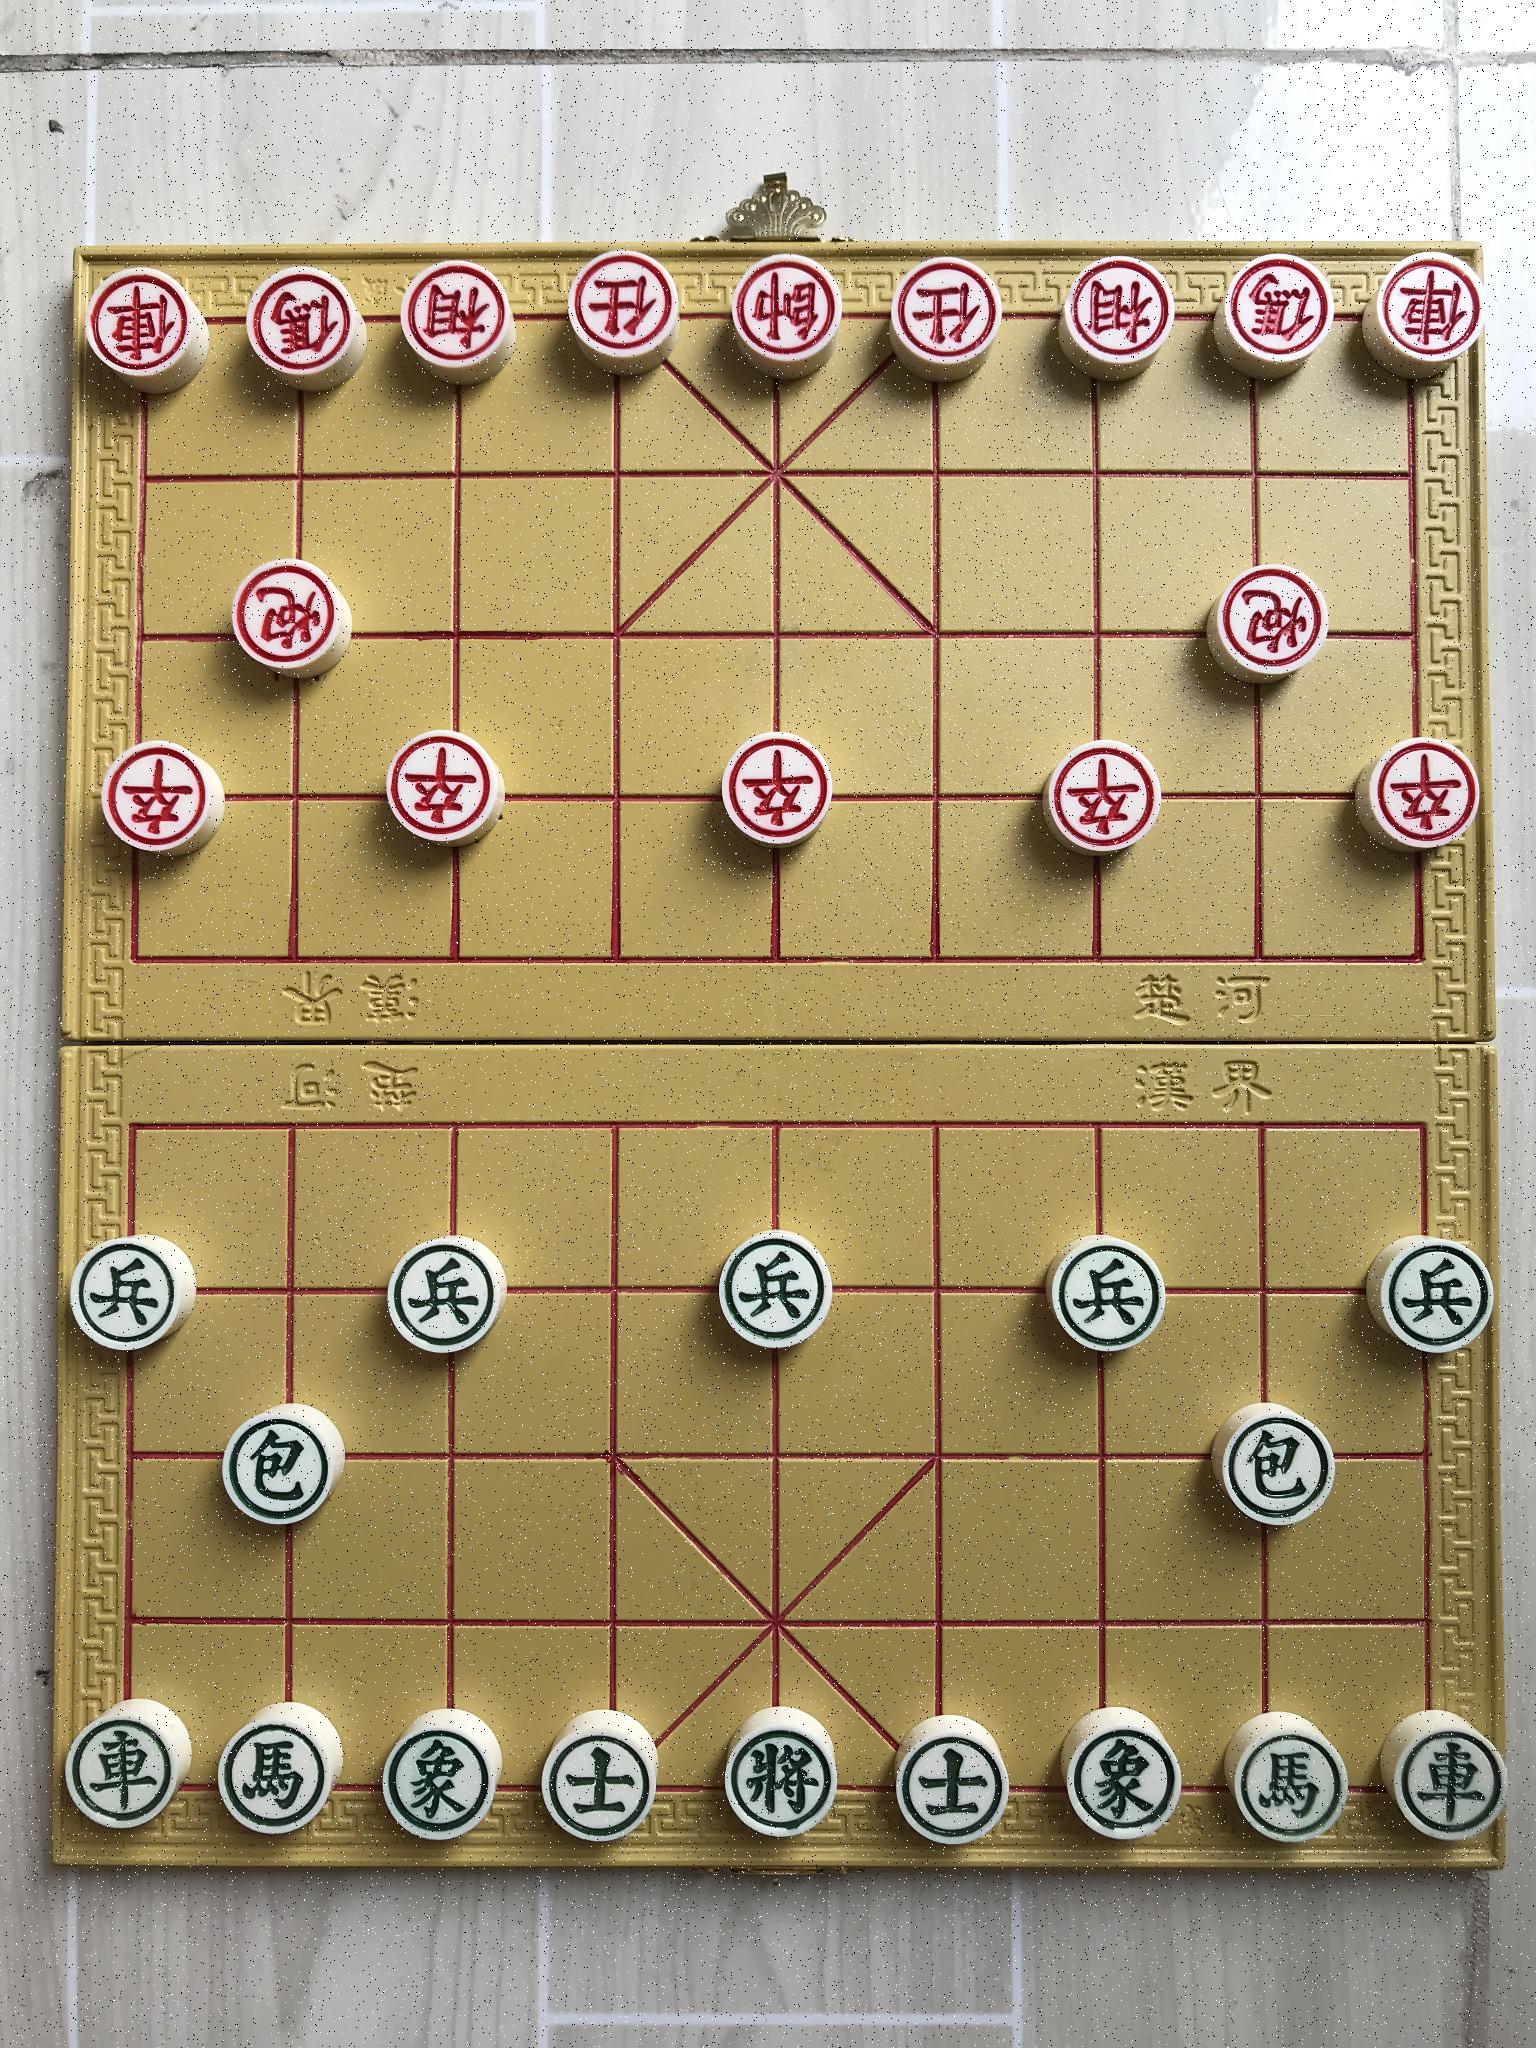 俥傌相仕帥仕相傌俥
炮 炮
卒 卒 卒 卒 卒
漢界 楚河
楚河 漢界
兵 兵 兵 兵 兵
包 包
車馬象士將士象馬車